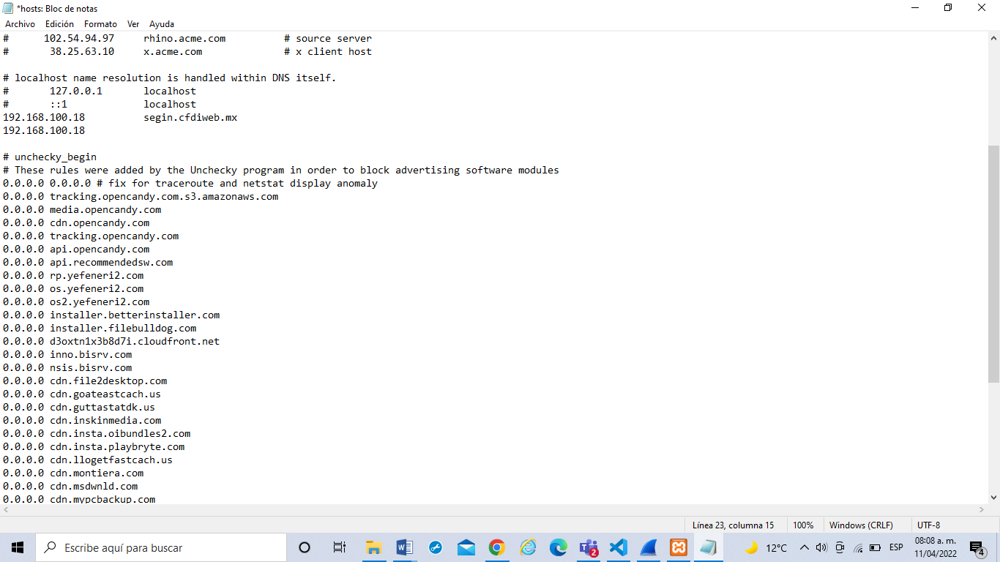 *hosts: Bloc de notas
Archivo Edición Formato Ver Ayuda
# 102.54.94.97 rhino.acme.com # source server
# 38.25.63.10 x.acme.com # x client host
# localhost name resolution is handled within DNS itself.
# 127.0.0.1 localhost
# ::1 localhost
192.168.100.18 segin.cfdiweb.mx
192.168.100.18
# unchecky_begin
# These rules were added by the Unchecky program in order to block advertising software modules
0.0.0.0 0.0.0.0 # fix for traceroute and netstat display anomaly
0.0.0.0 tracking.opencandy.com.s3.amazonaws.com
0.0.0.0 media.opencandy.com
0.0.0.0 cdn.opencandy.com
0.0.0.0 tracking.opencandy.com
0.0.0.0 api.opencandy.com
0.0.0.0 api.recommendedsw.com
0.0.0.0 rp.yefeneri2.com
0.0.0.0 os.yefeneri2.com
0.0.0.0 os2.yefeneri2.com
0.0.0.0 installer.betterinstaller.com
0.0.0.0 installer.filebulldog.com
0.0.0.0 d3oxtn1x3b8d7i.cloudfront.net
0.0.0.0 inno.bisrv.com
0.0.0.0 nsis.bisrv.com
0.0.0.0 cdn.file2desktop.com
0.0.0.0 cdn.goateastcach.us
0.0.0.0 cdn.guttastatdk.us
0.0.0.0 cdn.inskinmedia.com
0.0.0.0 cdn.insta.oibundles2.com
0.0.0.0 cdn.insta.playbryte.com
0.0.0.0 cdn.llogetfastcach.us
0.0.0.0 cdn.montiera.com
0.0.0.0 cdn.msdwnld.com
0.0.0.0 cdn.mypcbackup.com
Línea 23, columna 15 100% Windows (CRLF) UTF-8
Escribe aquí para buscar 2 12°C ESP 08:08 a. m. 4
11/04/2022